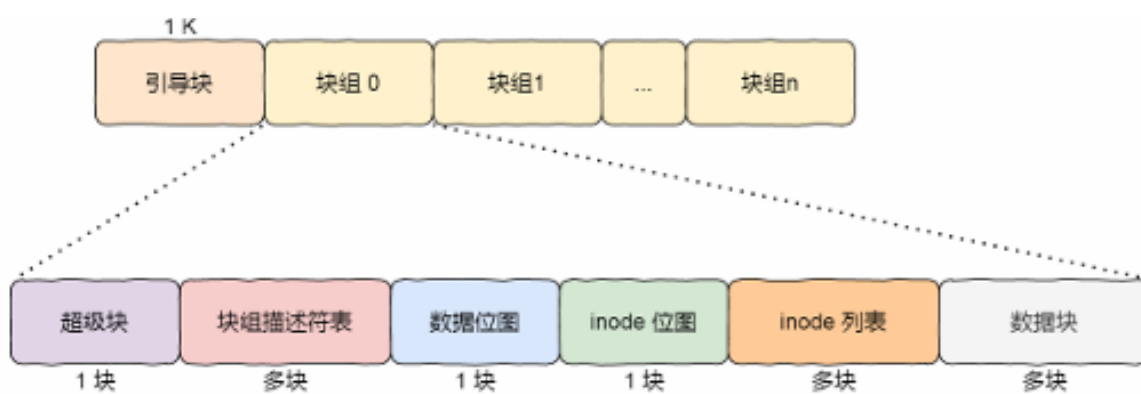 1 K
引导块 块组 0 块组1 ... 块组n
超级块 块组描述符表 数据位图 inode 位图 inode 列表 数据块
1 块 多块 1 块 1 块 多块 多块